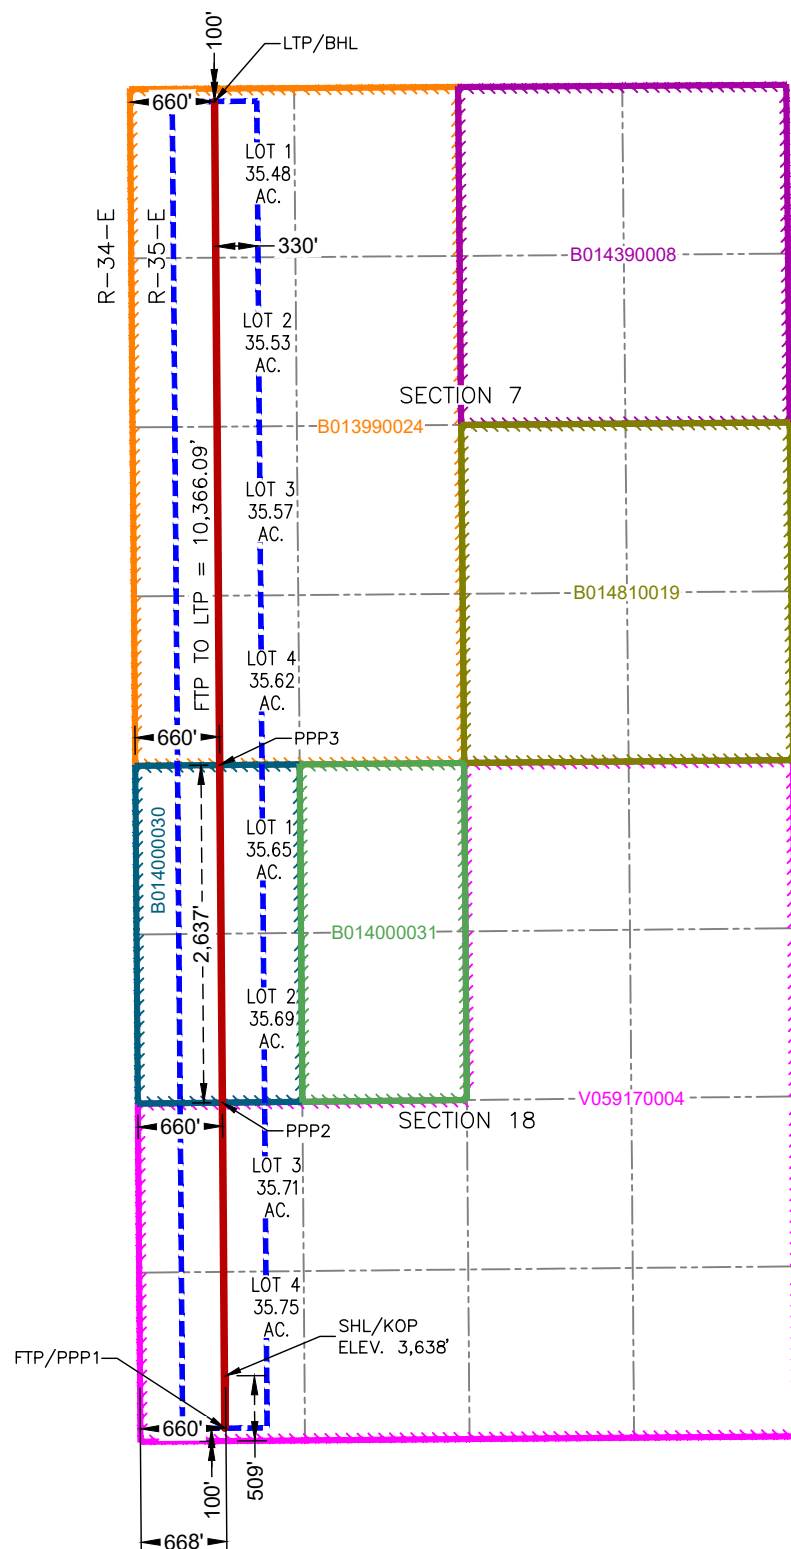 100'
LTP/BHL
660'
LOT 1
35.48
AC.
R-34-E
R-35-E
330'
B014390008
LOT 2
35.53
AC.
SECTION 7
B013990024
FTP TO LTP = 10,366.09'
LOT 3
35.57
AC.
B014810019
LOT 4
35.62
AC.
660'
PPP3
B014000030
LOT 1
35.65
AC.
2,637'
B014000031
LOT 2
35.69
AC.
V059170004
SECTION 18
660'
PPP2
LOT 3
35.71
AC.
LOT 4
35.75
AC.
SHL/KOP
ELEV. 3,638'
FTP/PPP1
660'
100'
509'
668'